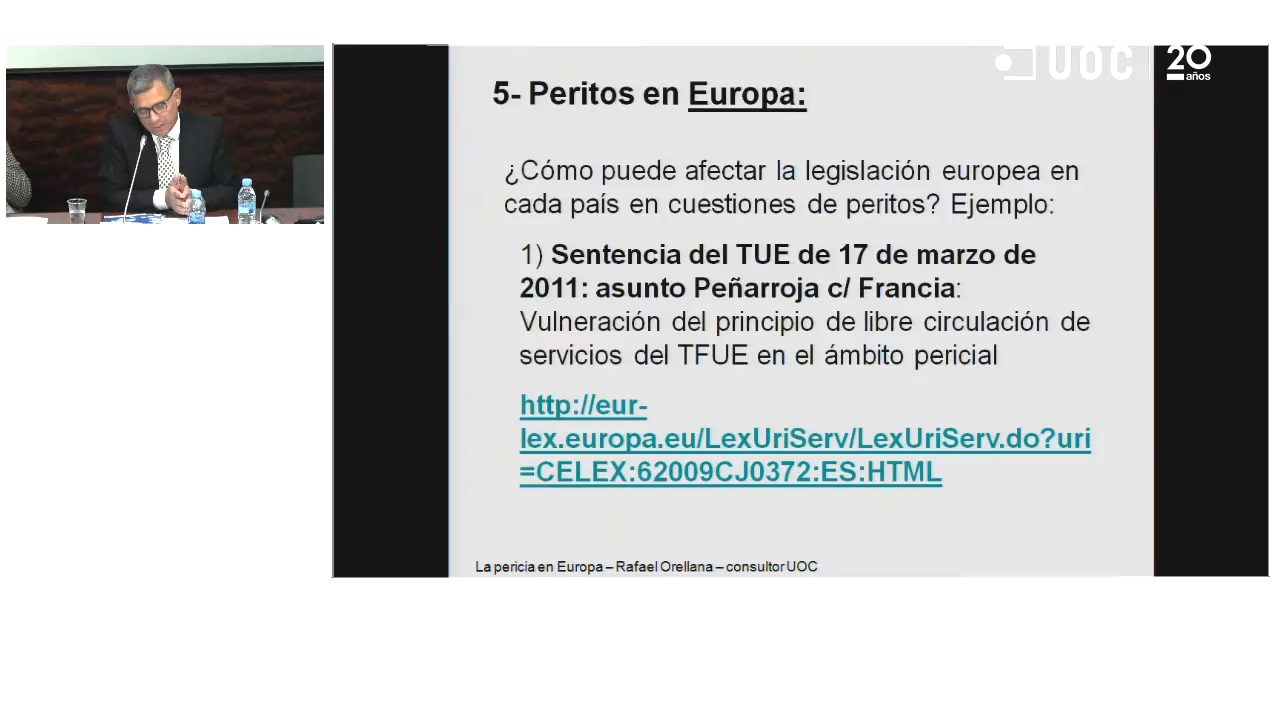 UOC
20
años
5- Peritos en Europa:
¿Cómo puede afectar la legislación europea en
cada país en cuestiones de peritos? Ejemplo:
1) Sentencia del TUE de 17 de marzo de
2011: asunto Peñarroja c/ Francia:
Vulneración del principio de libre circulación de
servicios del TFUE en el ámbito pericial
http://eur-
lex.europa.eu/LexUriServ/LexUriServ.do?uri
=CELEX:62009CJ0372:ES:HTML
La pericia en Europa – Rafael Orellana – consultor UOC